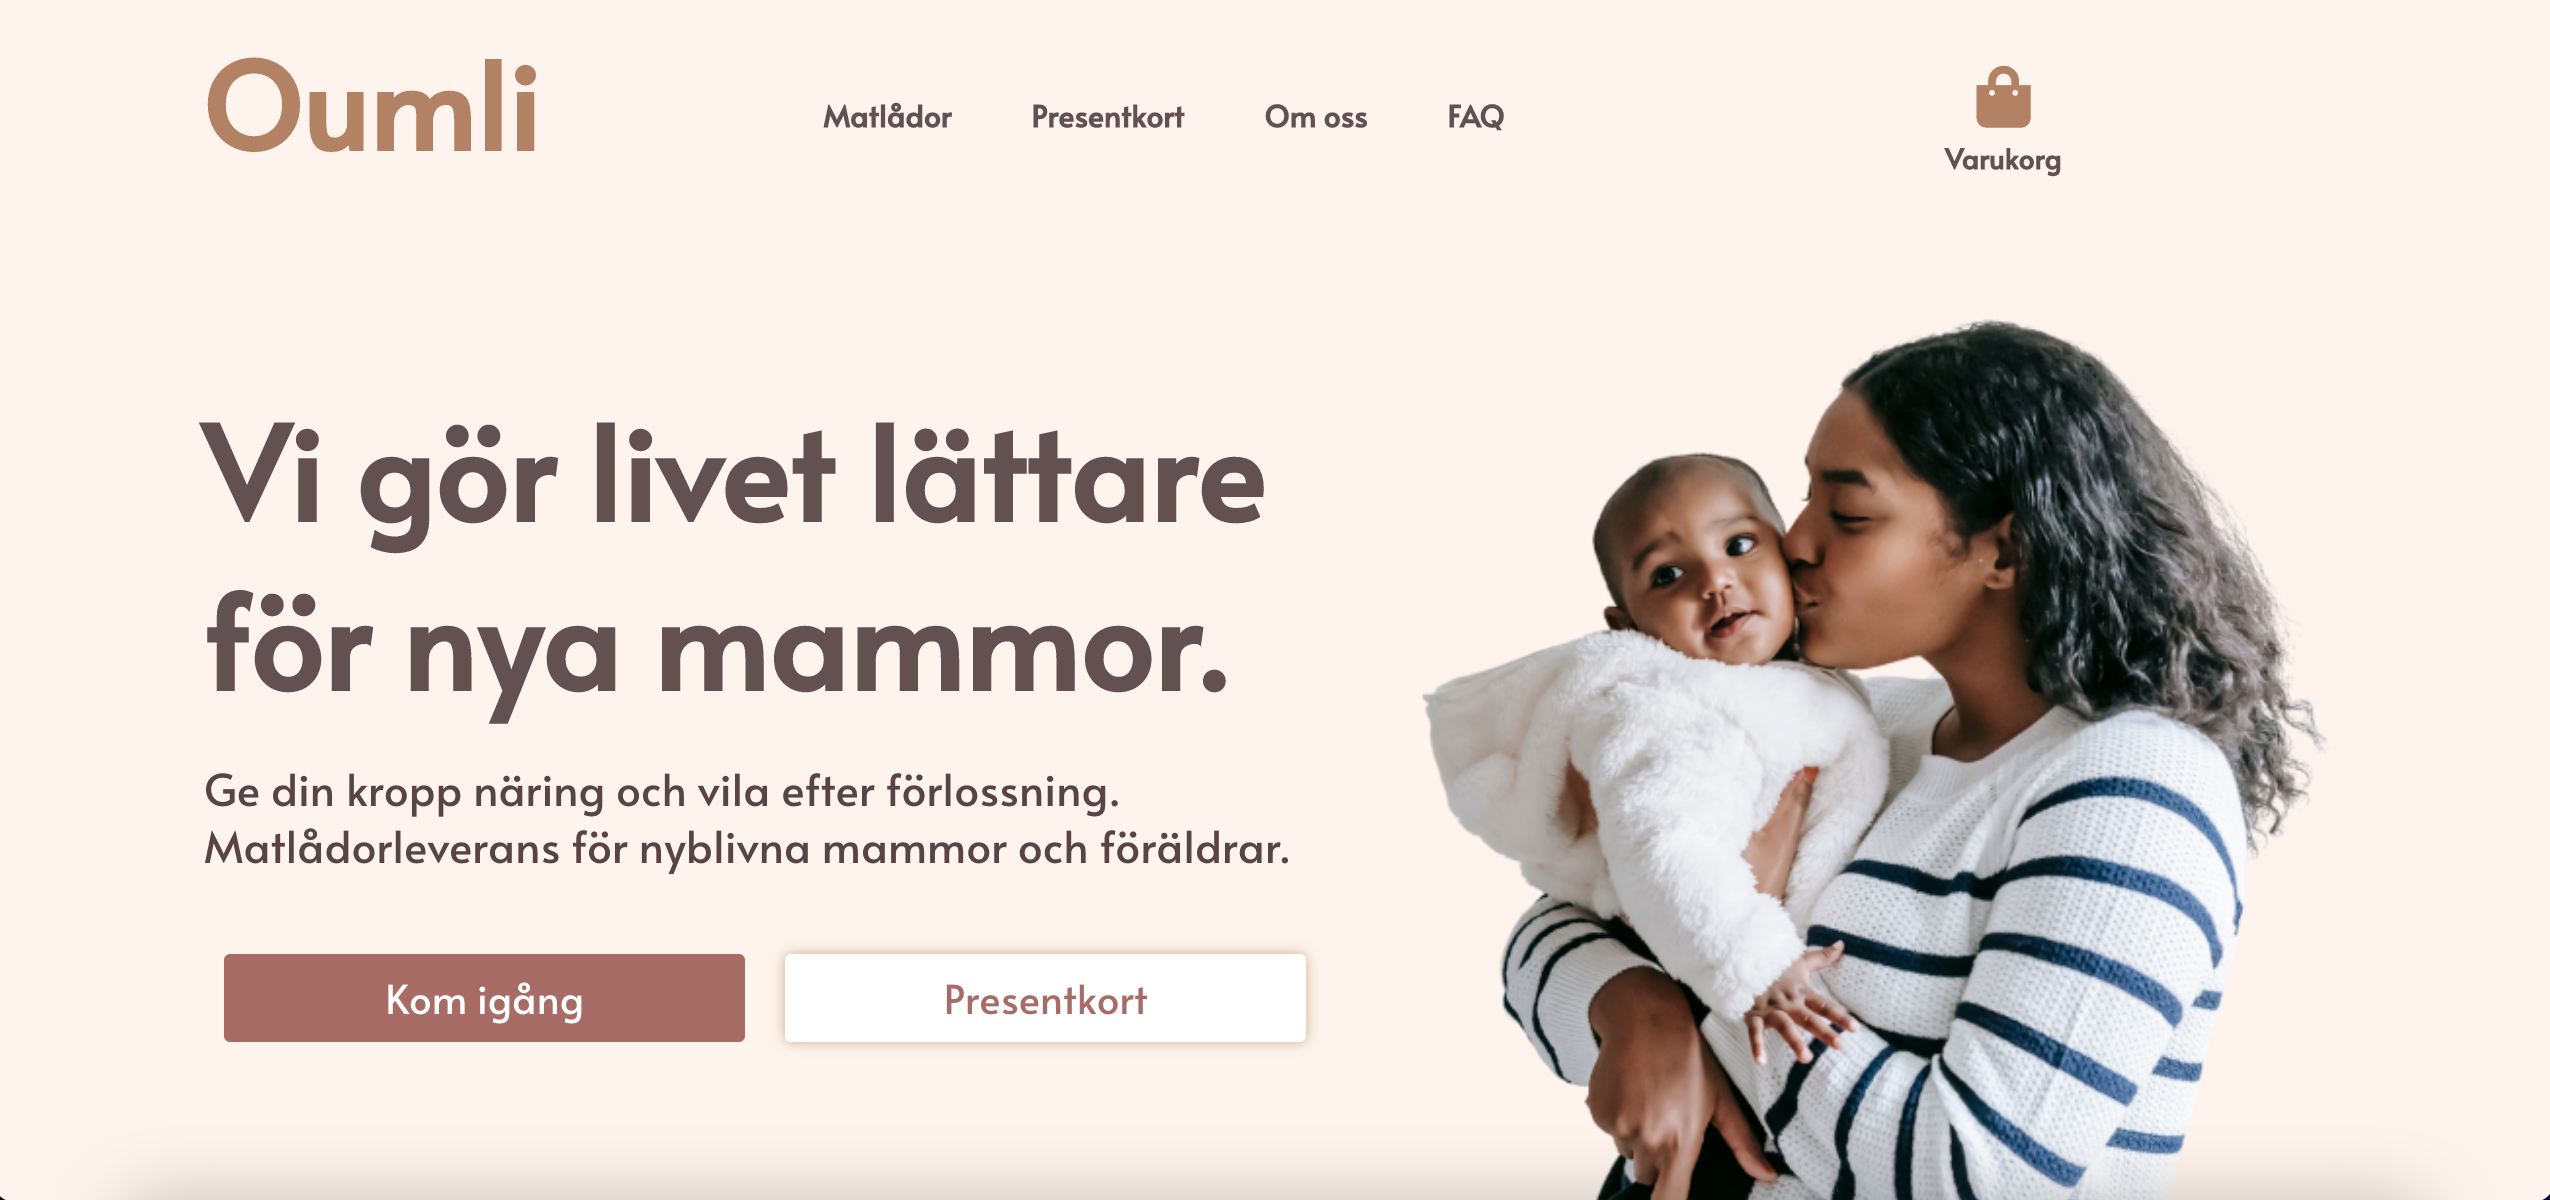 Oumli
Matlådor
Presentkort
Om oss
FAQ
Varukorg
Vi gör livet lättare
för nya mammor.
Ge din kropp näring och vila efter förlossning.
Matlådorleverans för nyblivna mammor och föräldrar.
Kom igång
Presentkort